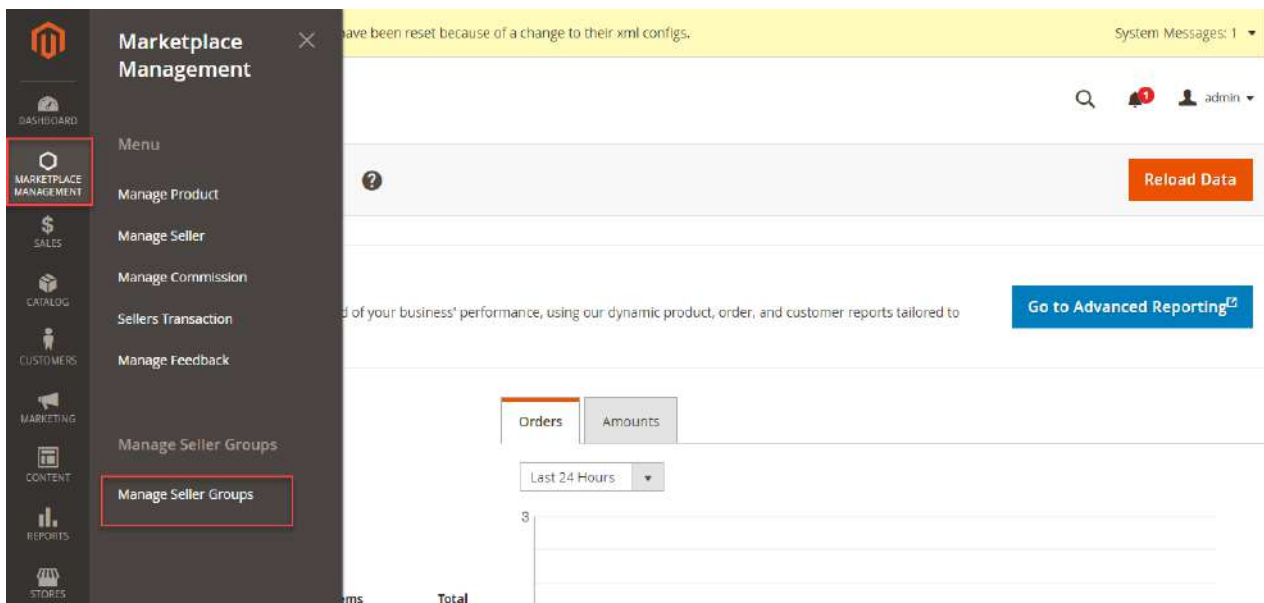 have been reset because of a change to their xml configs.
System Messages: 1
Marketplace
Management
admin
DASHBOARD
MARKETPLACE
MANAGEMENT
SALES
CATALOG
CUSTOMERS
MARKETING
CONTENT
REPORTS
STORES
Menu
Manage Product
Manage Seller
Manage Commission
Sellers Transaction
Manage Feedback
Manage Seller Groups
Manage Seller Groups
?
Reload Data
d of your business' performance, using our dynamic product, order, and customer reports tailored to
Go to Advanced Reporting
Orders
Amounts
Last 24 Hours
3
Total